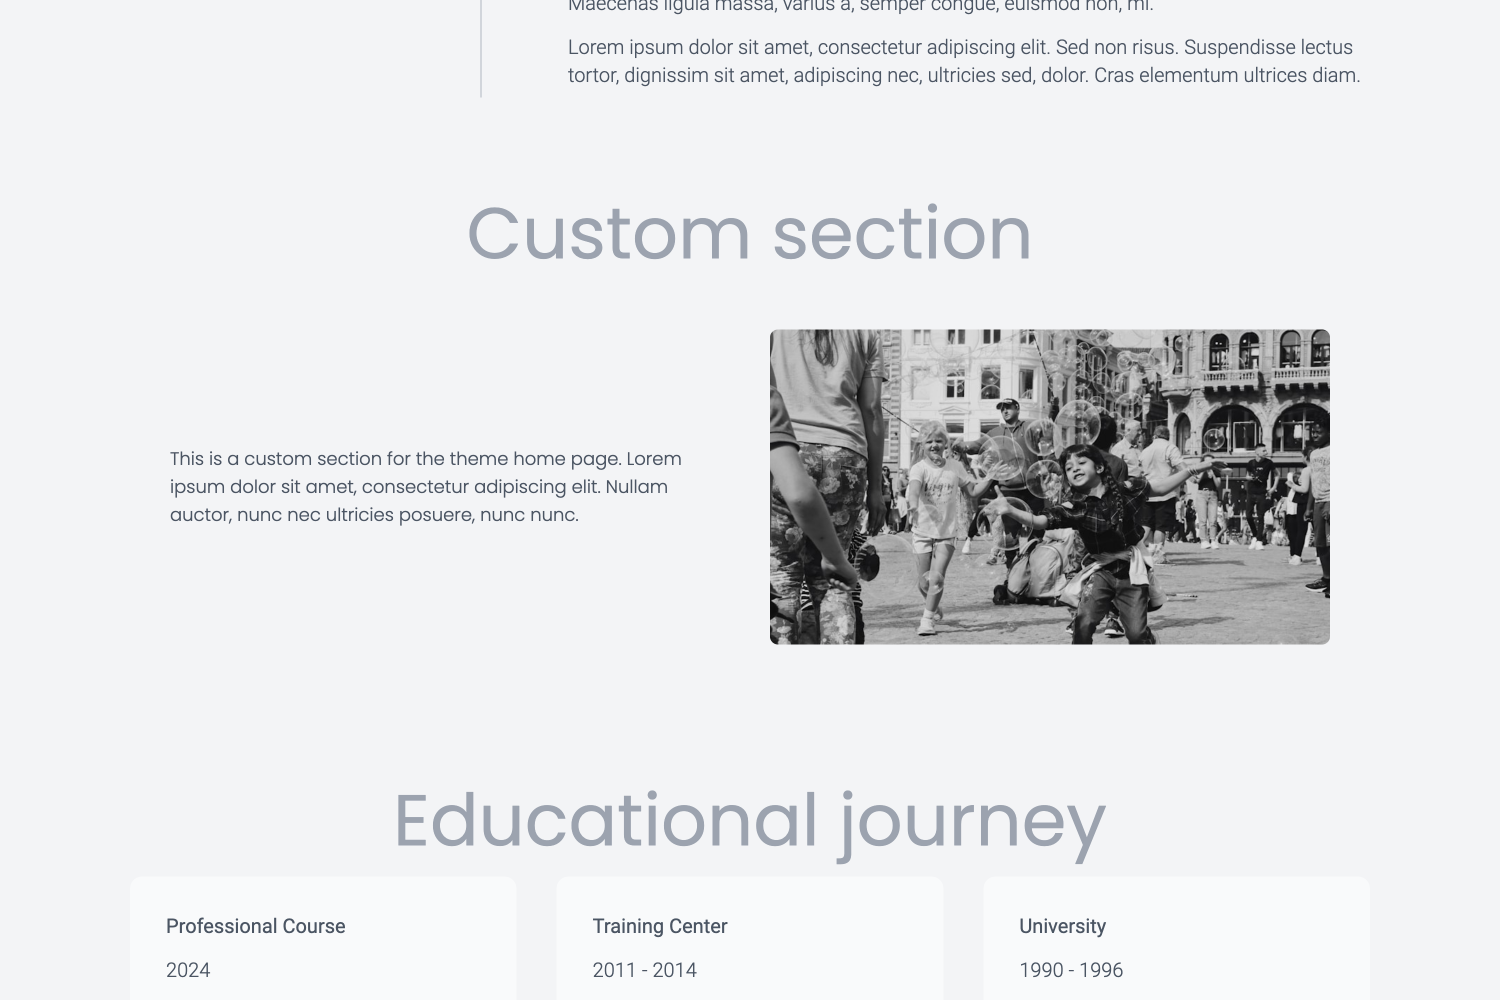 Maecenas ligula massa, varius a, semper congue, euismod non, mi.
Lorem ipsum dolor sit amet, consectetur adipiscing elit. Sed non risus. Suspendisse lectus
tortor, dignissim sit amet, adipiscing nec, ultricies sed, dolor. Cras elementum ultrices diam.
Custom section
This is a custom section for the theme home page. Lorem
ipsum dolor sit amet, consectetur adipiscing elit. Nullam
auctor, nunc nec ultricies posuere, nunc nunc.
Educational journey
Professional Course
2024
Training Center
2011 - 2014
University
1990 - 1996